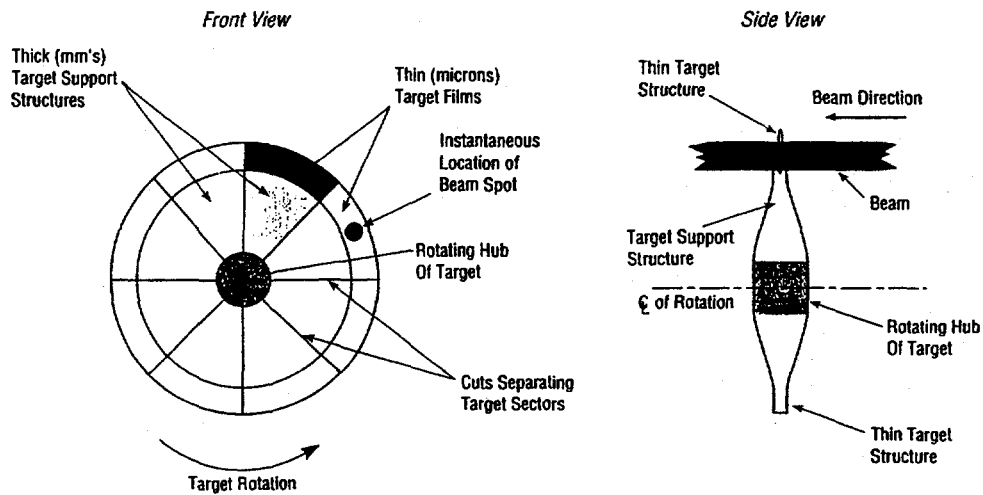 Front View
Thick (mm's)
Target Support
Structures
Thin (microns)
Target Films
Instantaneous
Location of
Beam Spot
Rotating Hub
Of Target
Cuts Separating
Target Sectors
Target Rotation
Side View
Thin Target
Structure
Beam Direction
Beam
Target Support
Structure
℄ of Rotation
Rotating Hub
Of Target
Thin Target
Structure